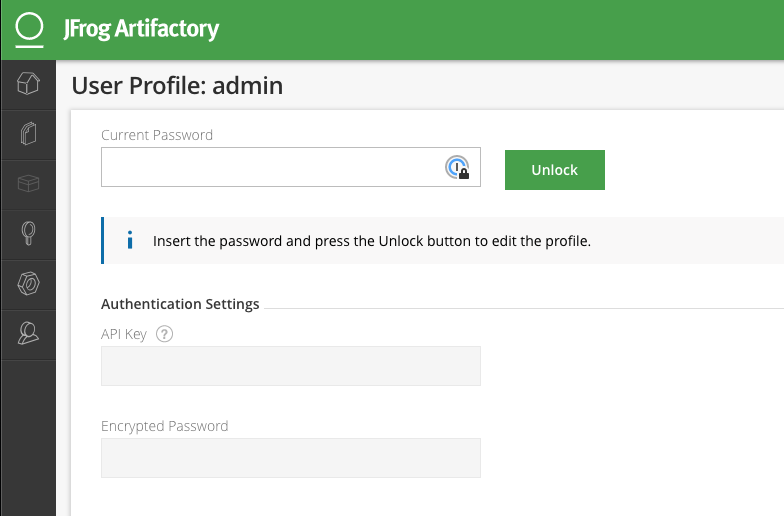 JFrog Artifactory
User Profile: admin
Current Password
Unlock
Insert the password and press the Unlock button to edit the profile.
Authentication Settings
API Key ?
Encrypted Password